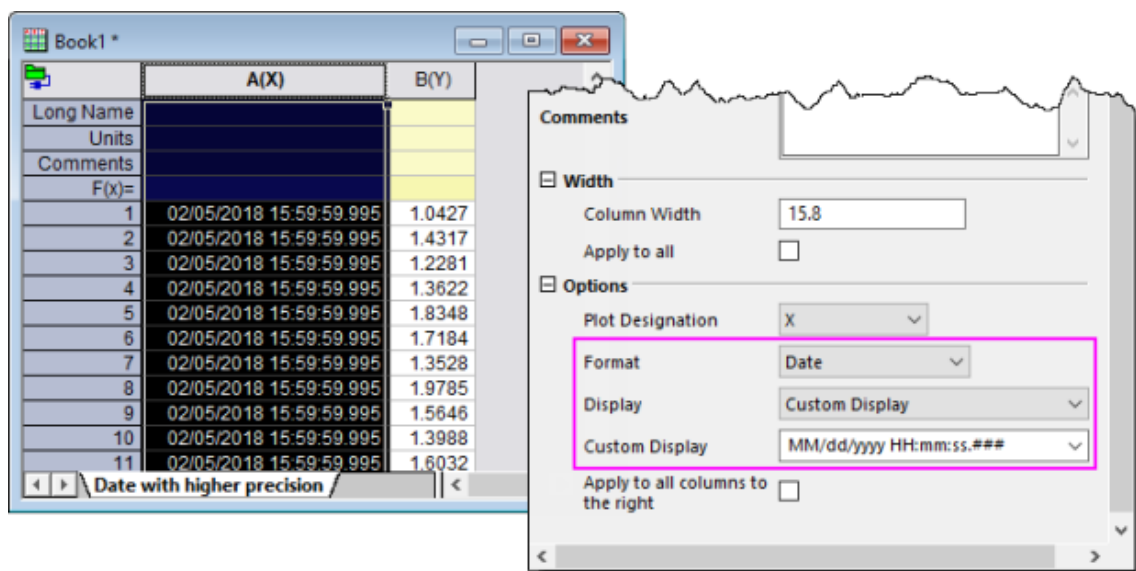 Book1 *
A(X) B(Y)
Long Name
Units
Comments
F(x)=
1 02/05/2018 15:59:59.995 1.0427
2 02/05/2018 15:59:59.995 1.4317
3 02/05/2018 15:59:59.995 1.2281
4 02/05/2018 15:59:59.995 1.3622
5 02/05/2018 15:59:59.995 1.8348
6 02/05/2018 15:59:59.995 1.7184
7 02/05/2018 15:59:59.995 1.3528
8 02/05/2018 15:59:59.995 1.9785
9 02/05/2018 15:59:59.995 1.5646
10 02/05/2018 15:59:59.995 1.3988
11 02/05/2018 15:59:59.995 1.6032
Date with higher precision
Comments
Width
Column Width 15.8
Apply to all
Options
Plot Designation X
Format Date
Display Custom Display
Custom Display MM/dd/yyyy HH:mm:ss.###
Apply to all columns to
the right